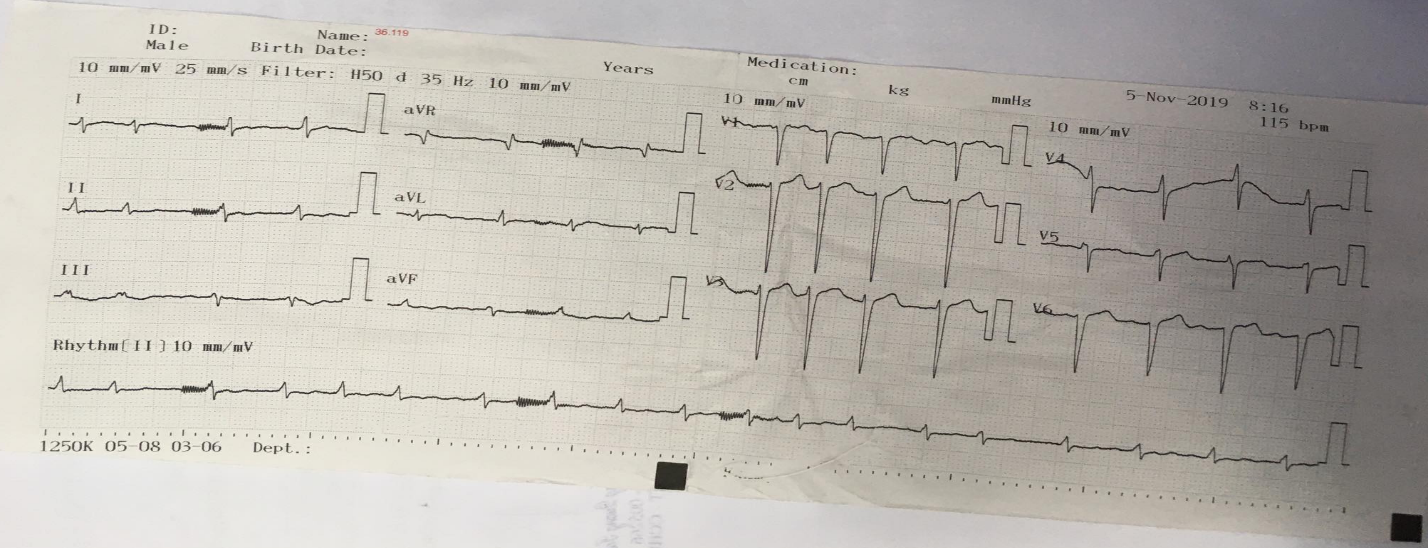 ID: Name: 36.119
Male Birth Date: Years
Medication:
cm kg mmHg
5-Nov-2019 8:16
115 bpm
10 mm/mV 25 mm/s Filter: H50 d 35 Hz 10 mm/mV
10 mm/mV
10 mm/mV
I
aVR
V1
V4
II
aVL
V2
V5
III
aVF
V3
V6
Rhythm[II] 10 mm/mV
1250K 05-08 03-06 Dept.: